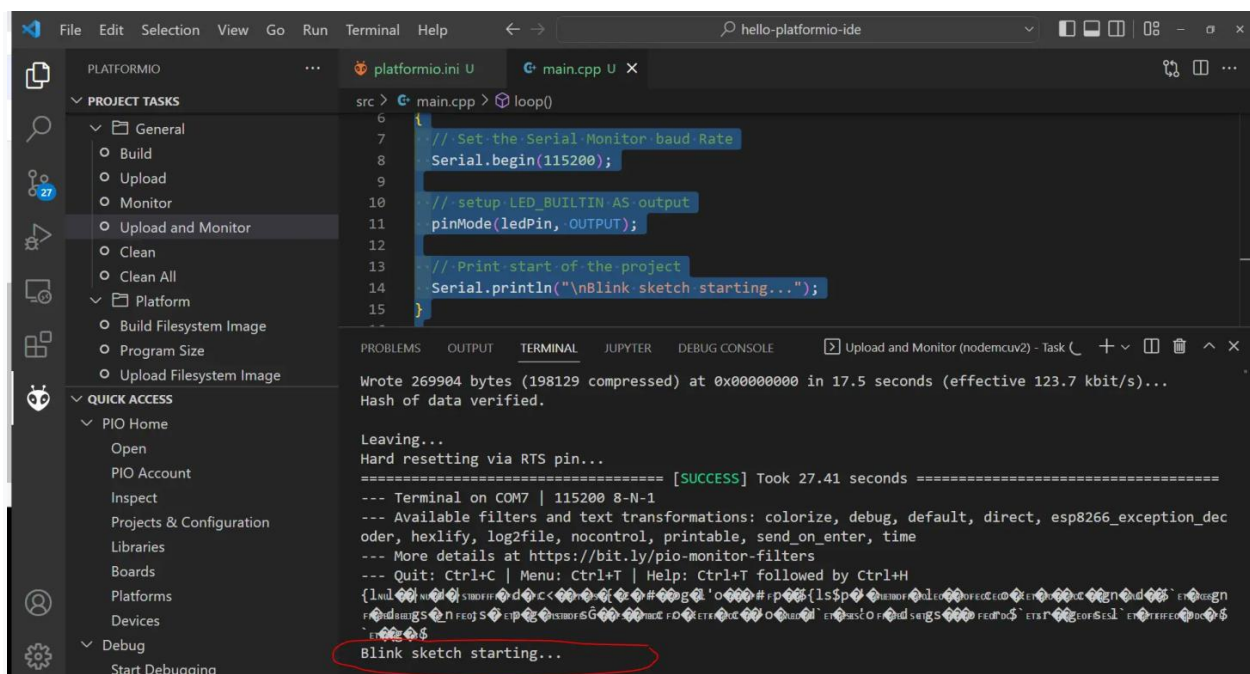 File Edit Selection View Go Run Terminal Help
hello-platformio-ide
PLATFORMIO
PROJECT TASKS
General
Build
Upload
Monitor
Upload and Monitor
Clean
Clean All
Platform
Build Filesystem Image
Program Size
Upload Filesystem Image
QUICK ACCESS
PIO Home
Open
PIO Account
Inspect
Projects & Configuration
Libraries
Boards
Platforms
Devices
Debug
Start Debugging
27
platformio.ini U main.cpp U
src > main.cpp > loop()
6 {
7 // Set the Serial Monitor baud Rate
8 Serial.begin(115200);
9
10 // setup LED_BUILTIN AS output
11 pinMode(ledPin, OUTPUT);
12
13 // Print start of the project
14 Serial.println("\nBlink sketch starting...");
15 }
PROBLEMS OUTPUT TERMINAL JUPYTER DEBUG CONSOLE Upload and Monitor (nodemcuv2) - Task
Wrote 269904 bytes (198129 compressed) at 0x00000000 in 17.5 seconds (effective 123.7 kbit/s)...
Hash of data verified.
Leaving...
Hard resetting via RTS pin...
=================================== [SUCCESS] Took 27.41 seconds ===================================
--- Terminal on COM7 | 115200 8-N-1
--- Available filters and text transformations: colorize, debug, default, direct, esp8266_exception_dec
oder, hexlify, log2file, nocontrol, printable, send_on_enter, time
--- More details at https://bit.ly/pio-monitor-filters
--- Quit: Ctrl+C | Menu: Ctrl+T | Help: Ctrl+T followed by Ctrl+H
Blink sketch starting...